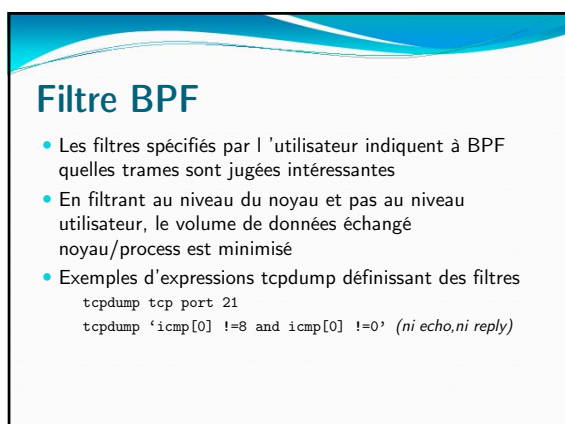 Filtre BPF
• Les filtres spécifiés par l ’utilisateur indiquent à BPF
quelles trames sont jugées intéressantes
• En filtrant au niveau du noyau et pas au niveau
utilisateur, le volume de données échangé
noyau/process est minimisé
• Exemples d'expressions tcpdump définissant des filtres
tcpdump tcp port 21
tcpdump ‘icmp[0] !=8 and icmp[0] !=0’ (ni echo,ni reply)